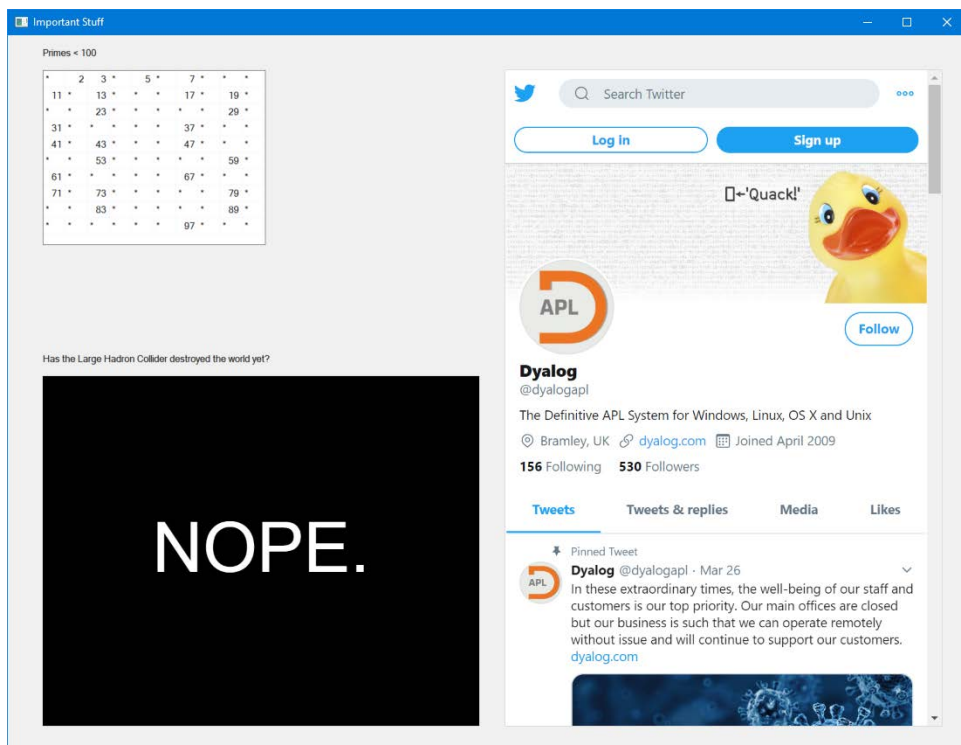 Important Stuff
Primes < 100
* 2 3 * 5 * 7 * * *
11 * 13 * * * 17 * 19 *
* * 23 * * * * * 29 *
31 * * * * * 37 * * *
41 * 43 * * * 47 * * *
* * 53 * * * * * 59 *
61 * * * * * 67 * * *
71 * 73 * * * * * 79 *
* * 83 * * * * * 89 *
* * * * * * 97 * * *
Has the Large Hadron Collider destroyed the world yet?
NOPE.
Search Twitter
Log in Sign up
⎕←'Quack!'
APL
Follow
Dyalog
@dyalogapl
The Definitive APL System for Windows, Linux, OS X and Unix
Bramley, UK dyalog.com Joined April 2009
156 Following 530 Followers
Tweets Tweets & replies Media Likes
Pinned Tweet
APL
Dyalog @dyalogapl · Mar 26
In these extraordinary times, the well-being of our staff and
customers is our top priority. Our main offices are closed
but our business is such that we can operate remotely
without issue and will continue to support our customers.
dyalog.com